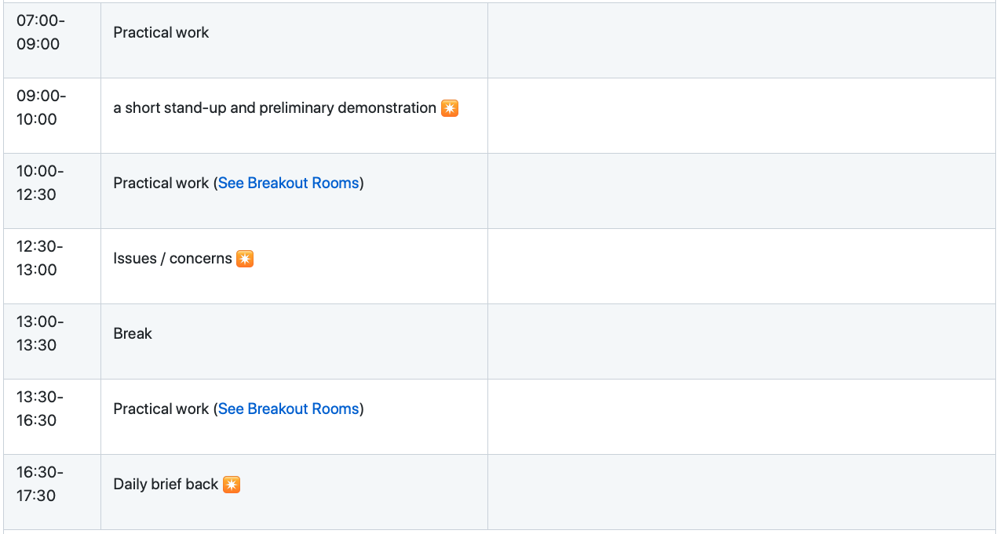 07:00-
09:00
Practical work
09:00-
10:00
a short stand-up and preliminary demonstration ✴️
10:00-
12:30
Practical work (See Breakout Rooms)
12:30-
13:00
Issues / concerns ✴️
13:00-
13:30
Break
13:30-
16:30
Practical work (See Breakout Rooms)
16:30-
17:30
Daily brief back ✴️